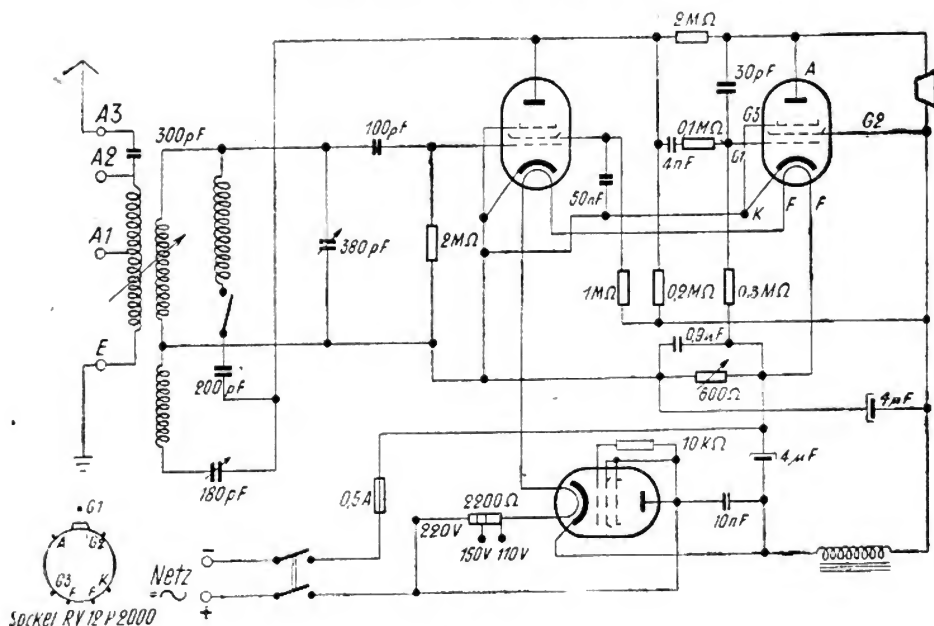 A3
A2
A1
E
300pF
100pF
380pF
2MΩ
200pF
180pF
50nF
2MΩ
30pF
A
G3
G2
4nF
0,1MΩ
G1
K
F
F
1MΩ
0,2MΩ
0,3MΩ
600Ω
4µF
10kΩ
4µF
10nF
0,5A
2200Ω
220V
150V
110V
Netz
=~
-
+
G1
A
G2
G3
K
F
F
Sockel RV 12 P 2000